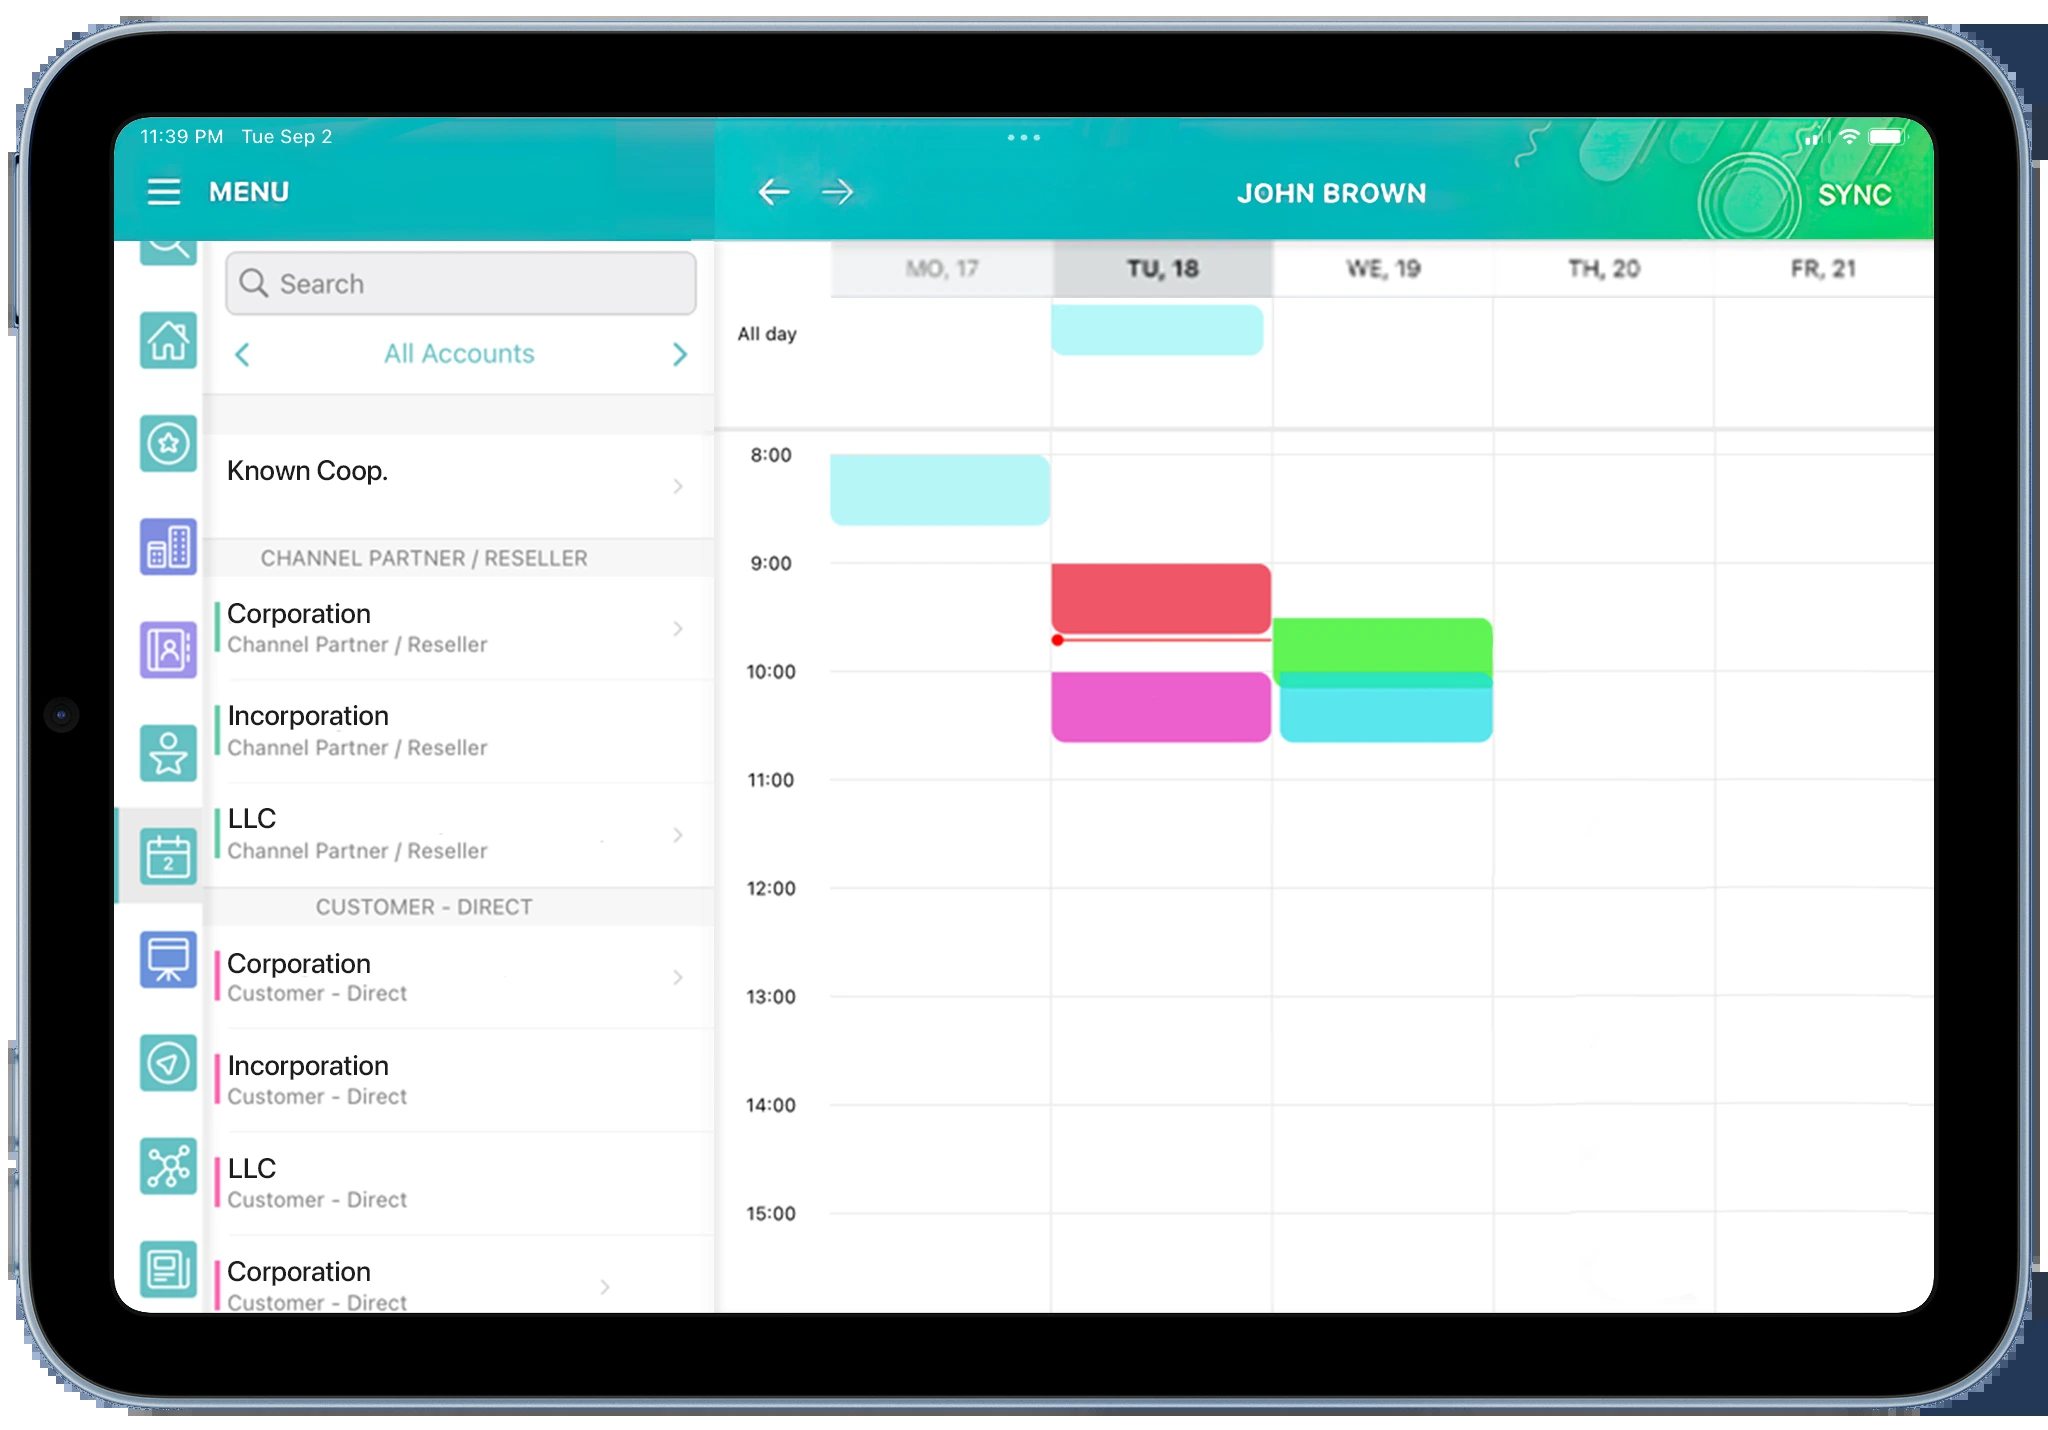 11:39 PM Tue Sep 2
MENU
JOHN BROWN
SYNC
Search
All Accounts
Known Coop.
CHANNEL PARTNER / RESELLER
Corporation
Channel Partner / Reseller
Incorporation
Channel Partner / Reseller
LLC
Channel Partner / Reseller
2
CUSTOMER - DIRECT
Corporation
Customer - Direct
Incorporation
Customer - Direct
LLC
Customer - Direct
Corporation
Customer - Direct
MO, 17
TU, 18
WE, 19
TH, 20
FR, 21
All day
8:00
9:00
10:00
11:00
12:00
13:00
14:00
15:00